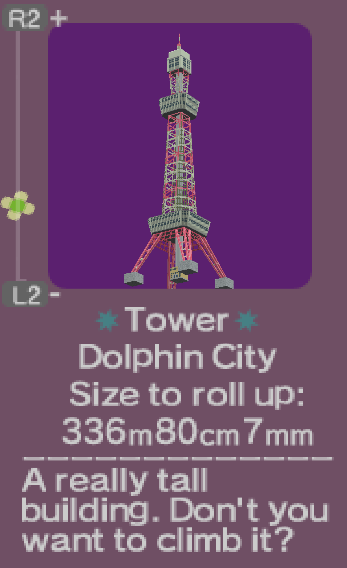 R2 +
L2 -
Tower
Dolphin City
Size to roll up:
336m80cm7mm
A really tall
building. Don't you
want to climb it?